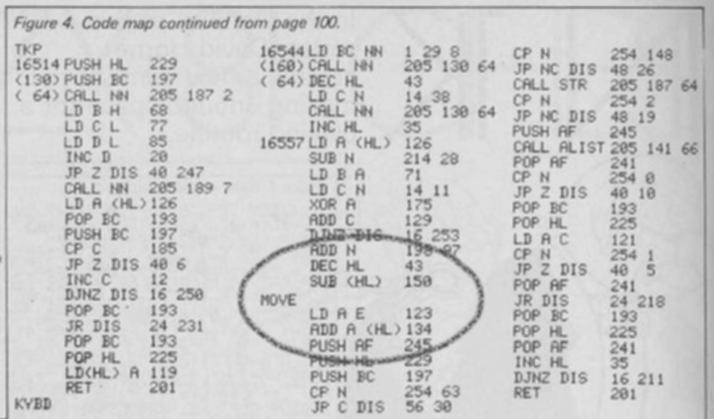 Figure 4. Code map continued from page 100.
TKP
16514 PUSH HL 229
(130) PUSH BC 197
( 64) CALL NN 205 187 2
LD B H 68
LD C L 77
LD D L 85
INC D 20
JP Z DIS 40 247
CALL NN 205 189 7
LD A (HL) 126
POP BC 193
PUSH BC 197
CP C 185
JP Z DIS 40 6
INC C 12
DJNZ DIS 16 250
POP BC 193
JR DIS 24 231
POP BC 193
POP HL 225
LD(HL) A 119
RET 201
KYBD
16544 LD BC NN 1 29 8
(160) CALL NN 205 130 64
( 64) DEC HL 43
LD C N 14 38
CALL NN 205 130 64
INC HL 35
16557 LD A (HL) 126
SUB N 214 28
LD B A 71
LD C N 14 11
XOR A 175
ADD C 129
DJNZ DIS 16 253
ADD N 198
DEC HL 43
SUB (HL) 150
MOVE
LD A E 123
ADD A (HL) 134
PUSH AF 245
PUSH HL 229
PUSH BC 197
CP N 254 63
JP C DIS 56 30
CP N 254 148
JP NC DIS 48 26
CALL STR 205 187 64
CP N 254 2
JP NC DIS 48 19
PUSH AF 245
CALL ALIST 205 141 66
POP AF 241
CP N 254 0
JP Z DIS 40 10
POP BC 193
POP HL 225
LD A C 121
CP N 254 1
JP Z DIS 40 5
POP AF 241
JR DIS 24 218
POP BC 193
POP HL 225
POP AF 241
INC HL 35
DJNZ DIS 16 211
RET 201